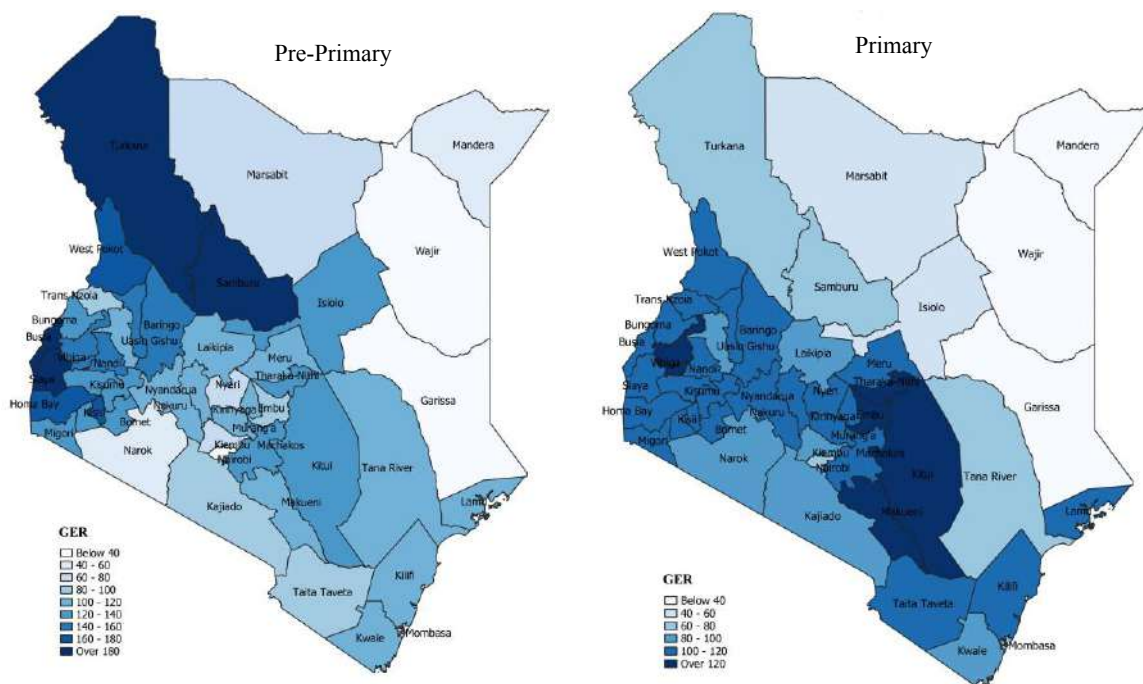 Pre-Primary
Turkana
Mandera
Marsabit
Wajir
West Pokot
Samburu
Isiolo
Trans Nzoia
Bungoma
Baringo
Busia
Uasin Gishu
Laikipia
Meru
Vihiga
Nandi
Siaya
Kisumu
Nyandarua
Nyeri
Tharaka-Nithi
Garissa
Homa Bay
Kisii
Nakuru
Kirinyaga
Embu
Migori
Bomet
Murang'a
Narok
Kiembu
Machakos
Nairobi
Kitui
Tana River
Kajiado
Makueni
Lamu
Taita Taveta
Kilifi
Kwale
Mombasa
GER
Below 40
40 - 60
60 - 80
80 - 100
100 - 120
120 - 140
140 - 160
160 - 180
Over 180
Primary
Turkana
Mandera
Marsabit
Wajir
West Pokot
Samburu
Isiolo
Trans Nzoia
Bungoma
Baringo
Busia
Uasin Gishu
Laikipia
Meru
Vihiga
Nandi
Siaya
Kisumu
Nyandarua
Nyeri
Tharaka-Nithi
Garissa
Homa Bay
Kisii
Nakuru
Kirinyaga
Embu
Migori
Bomet
Murang'a
Narok
Kiembu
Machakos
Nairobi
Kitui
Tana River
Kajiado
Makueni
Lamu
Taita Taveta
Kilifi
Kwale
Mombasa
GER
Below 40
40 - 60
60 - 80
80 - 100
100 - 120
Over 120